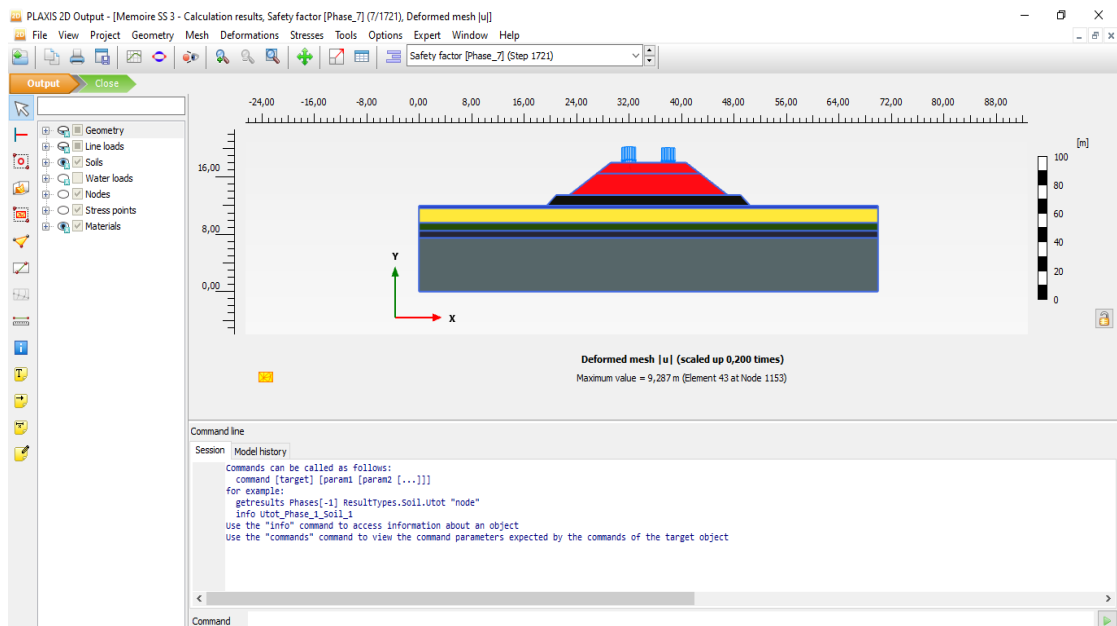 PLAXIS 2D Output - [Memoire SS 3 - Calculation results, Safety factor [Phase_7] (7/1721), Deformed mesh |u|]
File View Project Geometry Mesh Deformations Stresses Tools Options Expert Window Help
Safety factor [Phase_7] (Step 1721)
Output Close
-24,00 -16,00 -8,00 0,00 8,00 16,00 24,00 32,00 40,00 48,00 56,00 64,00 72,00 80,00 88,00
Geometry
Line loads
Soils
Water loads
Nodes
Stress points
Materials
16,00
8,00
0,00
Y
X
[m]
100
80
60
40
20
0
Deformed mesh |u| (scaled up 0,200 times)
Maximum value = 9,287 m (Element 43 at Node 1153)
Command line
Session Model history
Commands can be called as follows:
command [target] [param1 [param2 [...]]]
for example:
getresults Phases[-1] ResultTypes.Soil.Utot "node"
info Utot_Phase_1_Soil_1
Use the "info" command to access information about an object
Use the "commands" command to view the command parameters expected by the commands of the target object
Command